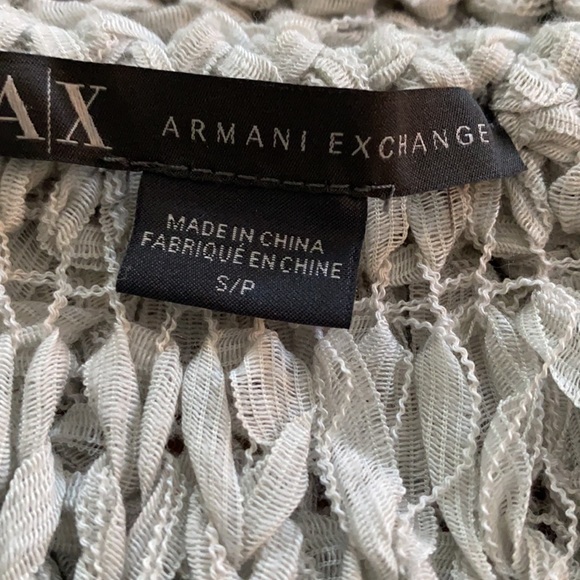 A|X ARMANI EXCHANGE
MADE IN CHINA
FABRIQUÉ EN CHINE
S/P